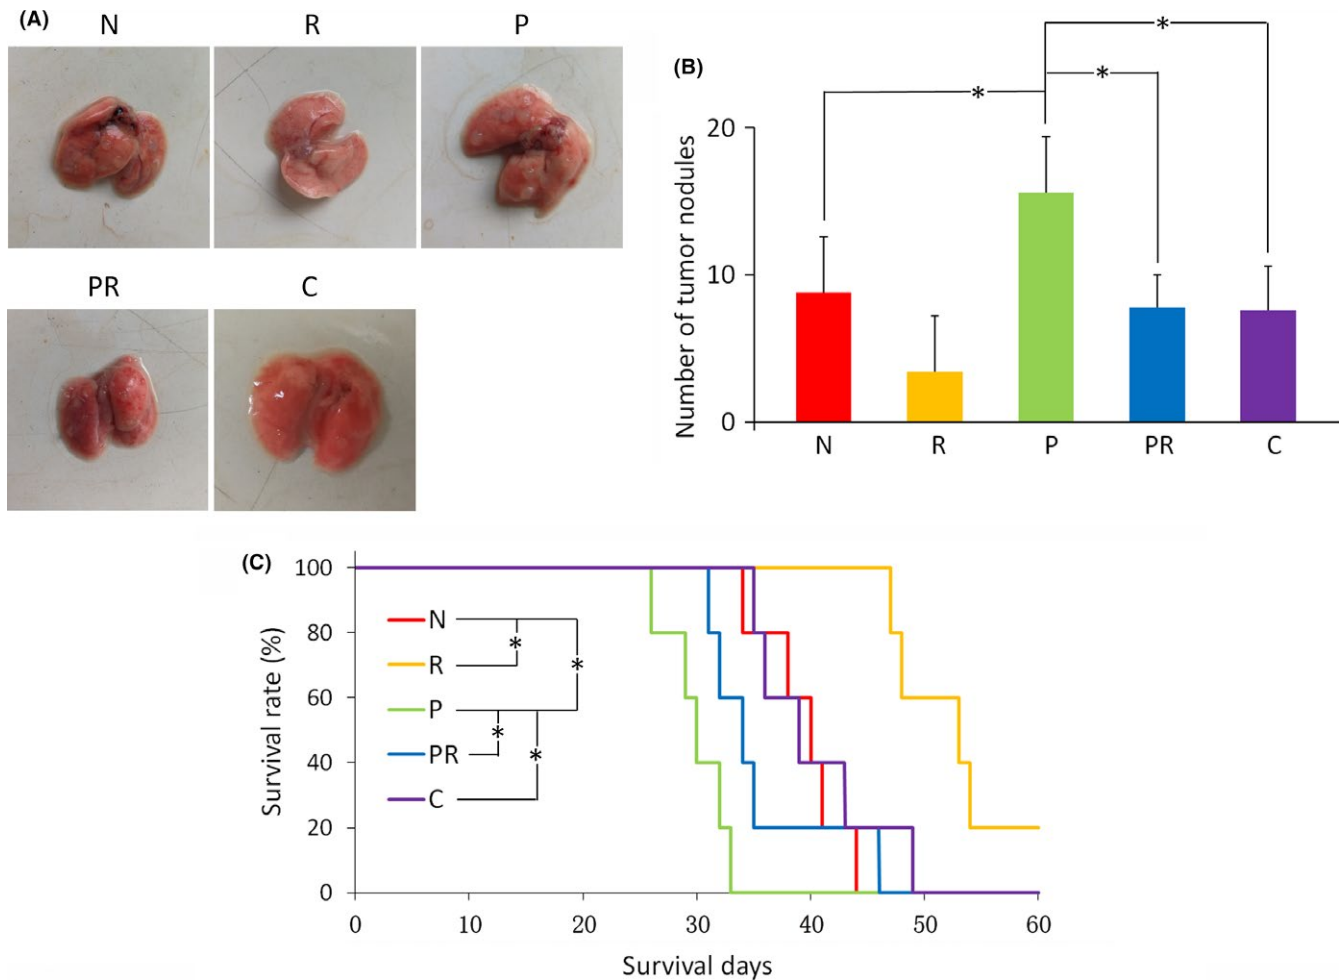 (A)
N
R
P
PR
C
(B)
*
*
*
Number of tumor nodules
20
10
0
N
R
P
PR
C
(C)
Survival rate (%)
100
80
60
40
20
0
N
R
P
PR
C
*
*
*
*
0
10
20
30
40
50
60
Survival days